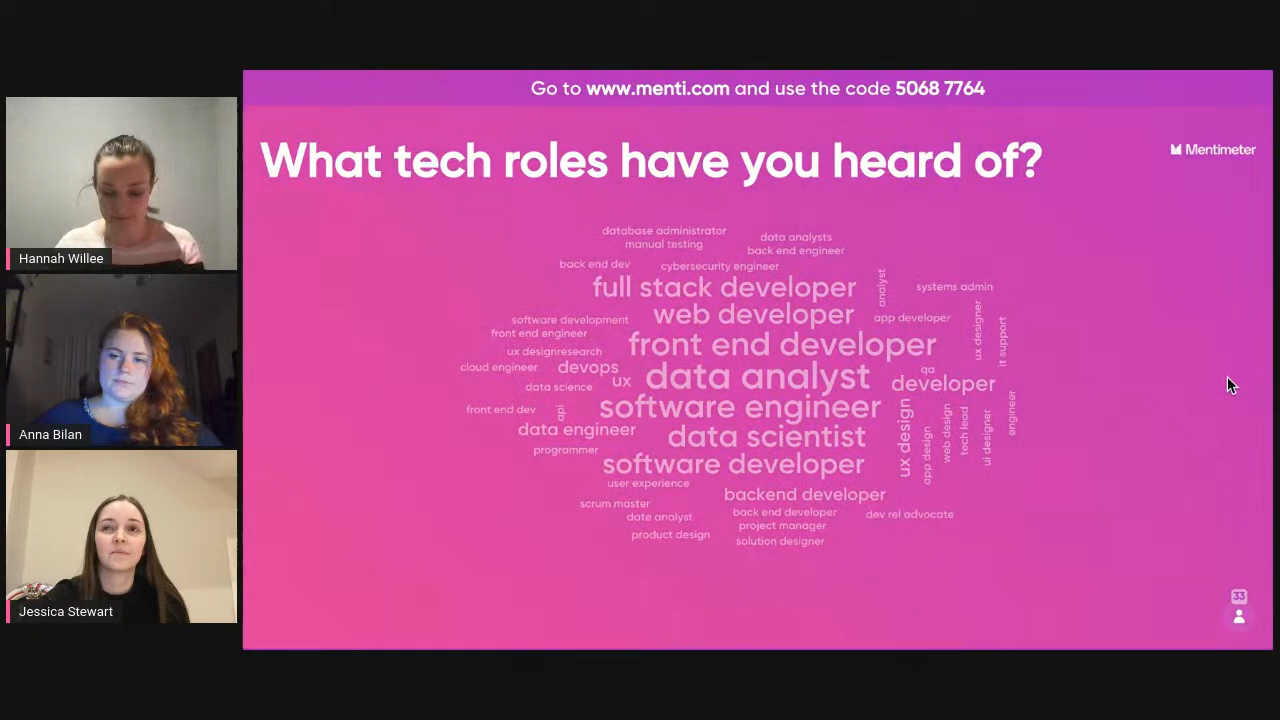 Go to www.menti.com and use the code 5068 7764
What tech roles have you heard of?
Mentimeter
database administrator
manual testing
data analysts
back end engineer
back end dev
cybersecurity engineer
full stack developer
analyst
systems admin
web developer
app developer
software development
front end engineer
front end developer
ux designer
it support
ux designresearch
cloud engineer
devops
ux
data analyst
qa
developer
data science
front end dev
api
software engineer
engineer
data engineer
data scientist
ux design
app design
web design
tech lead
ui designer
programmer
software developer
user experience
backend developer
scrum master
back end developer
dev rel advocate
date analyst
project manager
product design
solution designer
33
Hannah Willee
Anna Bilan
Jessica Stewart